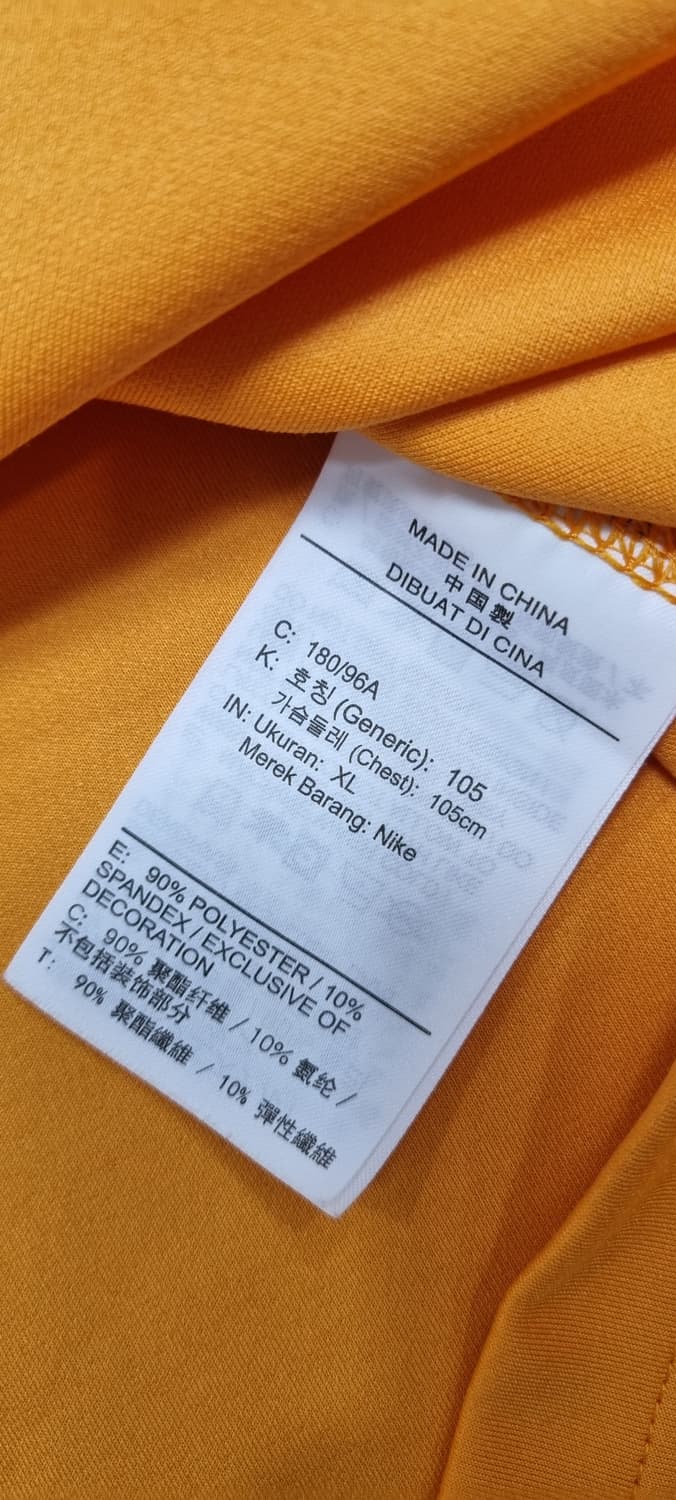 MADE IN CHINA
中国製
DIBUAT DI CINA
C: 180/96A
K: 호칭 (Generic): 105
가슴둘레 (Chest): 105cm
IN: Ukuran: XL
Merek Barang: Nike
E: 90% POLYESTER / 10%
SPANDEX / EXCLUSIVE OF
DECORATION
C: 90% 聚酯纤维 / 10% 氨纶 /
不包括装饰部分
T: 90% 聚酯纖維 / 10% 彈性纖維